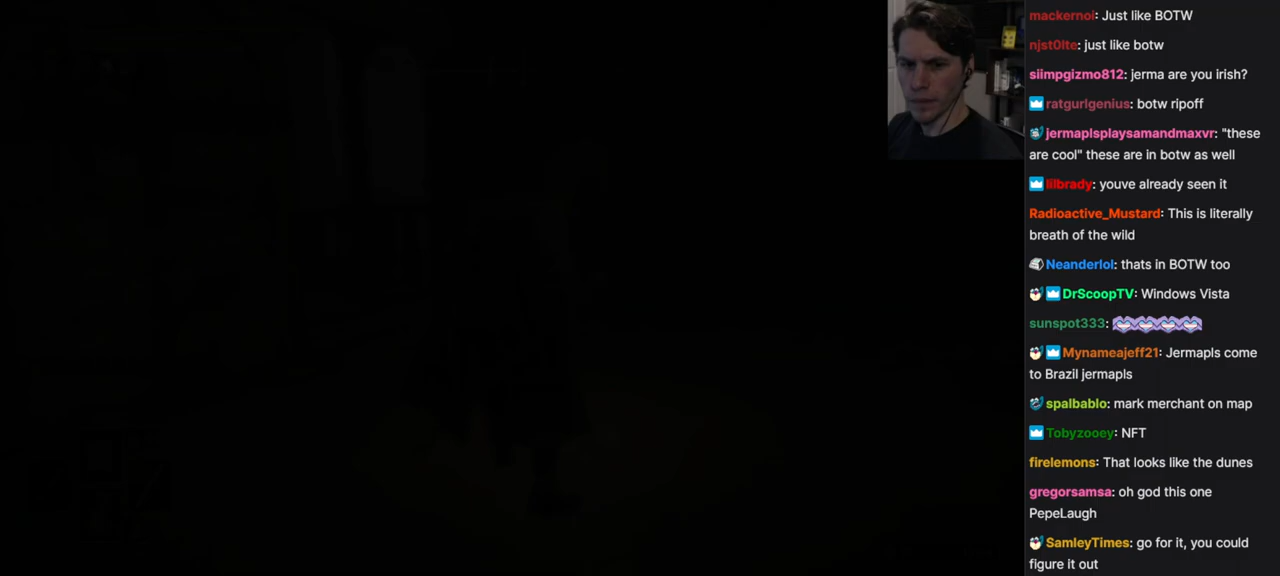 mackernoi: Just like BOTW
njst0lte: just like botw
siimpgizmo812: jerma are you irish?
ratgurlgenius: botw ripoff
jermaplsplaysamandmaxvr: "these
are cool" these are in botw as well
lilbrady: youve already seen it
Radioactive_Mustard: This is literally
breath of the wild
Neanderlol: thats in BOTW too
DrScoopTV: Windows Vista
sunspot333:
Mynameajeff21: Jermapls come
to Brazil jermapls
spalbablo: mark merchant on map
Tobyzooey: NFT
firelemons: That looks like the dunes
gregorsamsa: oh god this one
PepeLaugh
SamleyTimes: go for it, you could
figure it out